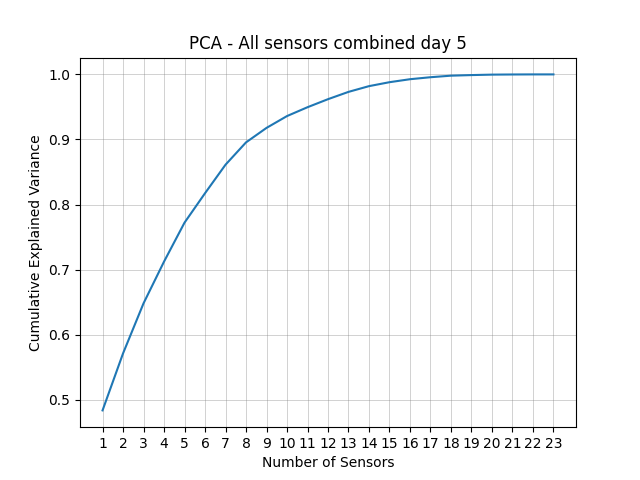 PCA - All sensors combined day 5
1.0
0.9
0.8
0.7
0.6
0.5
Cumulative Explained Variance
1 2 3 4 5 6 7 8 9 10 11 12 13 14 15 16 17 18 19 20 21 22 23
Number of Sensors